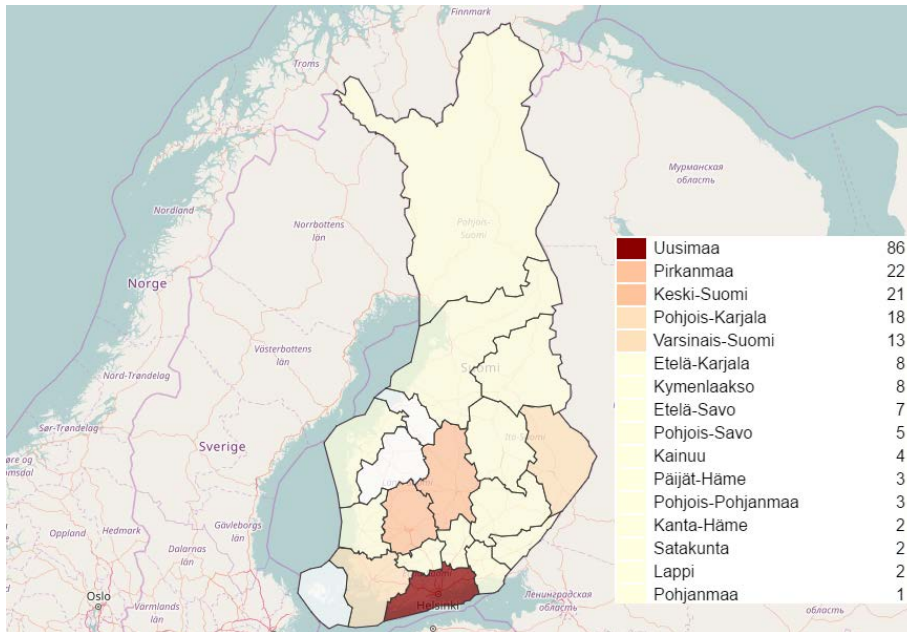 Finnmark
Troms
Мурманская
область
Nordland
Pohjois-
Suomi
Norrbottens
län
Norge
Västerbottens
län
Nord-Trøndelag
Suomi
Sør-Trøndelag
Sverige
Itä-Suomi
Oppland
Hedmark
Gävleborgs
län
Dalarnas
län
Oslo
Värmlands
län
Helsinki
Ленинградская
область
область
Uusimaa 86
Pirkanmaa 22
Keski-Suomi 21
Pohjois-Karjala 18
Varsinais-Suomi 13
Etelä-Karjala 8
Kymenlaakso 8
Etelä-Savo 7
Pohjois-Savo 5
Kainuu 4
Päijät-Häme 3
Pohjois-Pohjanmaa 3
Kanta-Häme 2
Satakunta 2
Lappi 2
Pohjanmaa 1